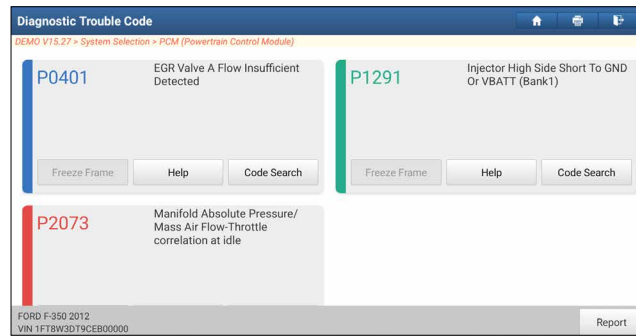 Diagnostic Trouble Code
DEMO V15.27 > System Selection > PCM (Powertrain Control Module)
P0401
EGR Valve A Flow Insufficient
Detected
Freeze Frame
Help
Code Search
P1291
Injector High Side Short To GND
Or VBATT (Bank1)
Freeze Frame
Help
Code Search
P2073
Manifold Absolute Pressure/
Mass Air Flow-Throttle
correlation at idle
FORD F-350 2012
VIN 1FT8W3DT9CEB00000
Report